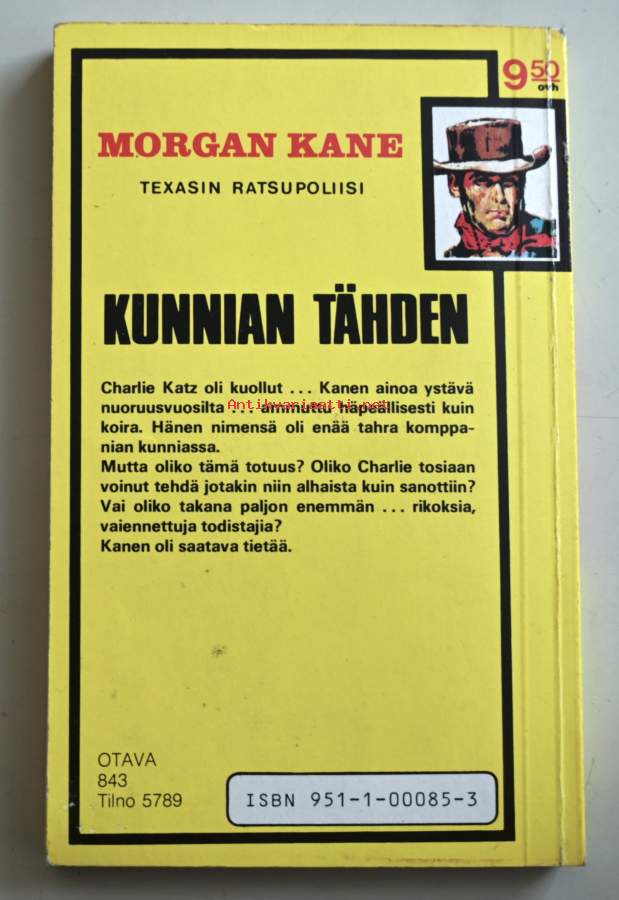 9 50
ovh
MORGAN KANE
TEXASIN RATSUPOLIISI
KUNNIAN TÄHDEN
Charlie Katz oli kuollut ... Kanen ainoa ystävä
nuoruusvuosilta ... ammuttu häpeällisesti kuin
Antikvariaatti.net
koira. Hänen nimensä oli enää tahra komppa-
nian kunniassa.
Mutta oliko tämä totuus? Oliko Charlie tosiaan
voinut tehdä jotakin niin alhaista kuin sanottiin?
Vai oliko takana paljon enemmän ... rikoksia,
vaiennettuja todistajia?
Kanen oli saatava tietää.
OTAVA
843
Tilno 5789
ISBN 951-1-00085-3